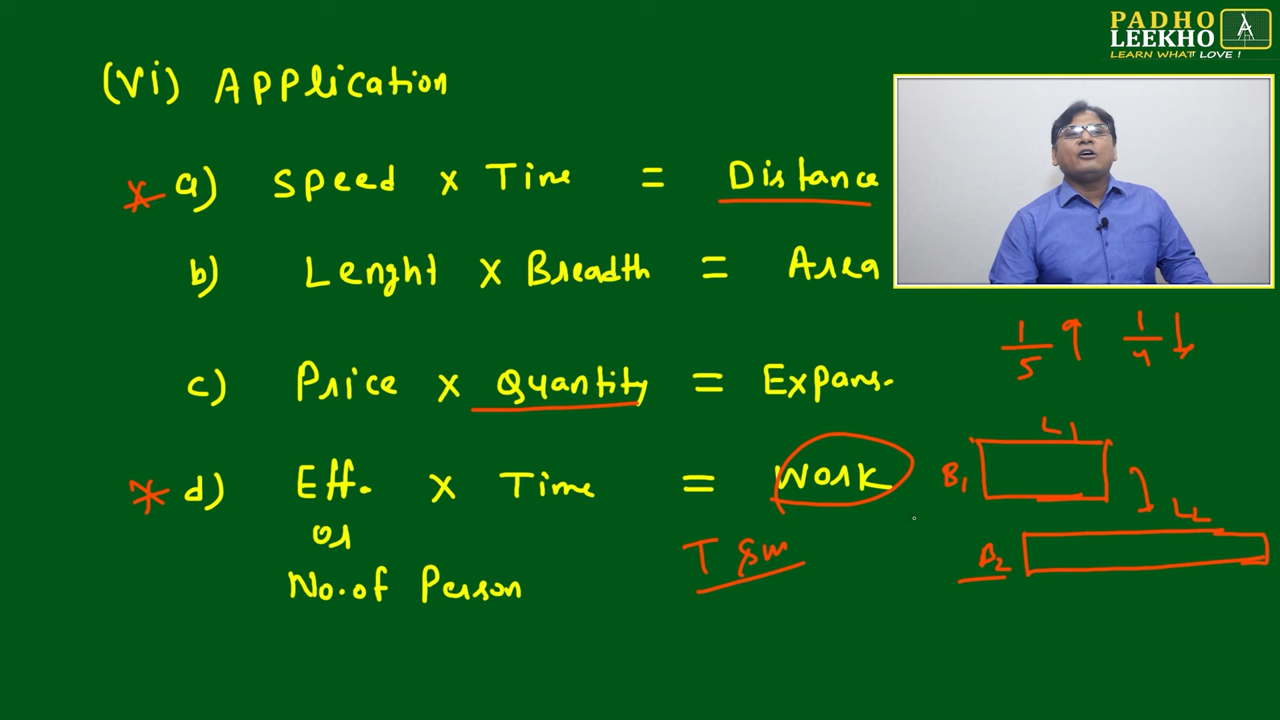 PADHO
LEEKHO
LEARN WHAT LOVE !
(Vi) Application
a) Speed × Time = Distance
b) Lenght × Breadth = Area
c) Price × Quantity = Expans.
1/5 ↑ 1/4 ↓
d) Eff. × Time = Work
or
No. of Person
L1
B1
B2